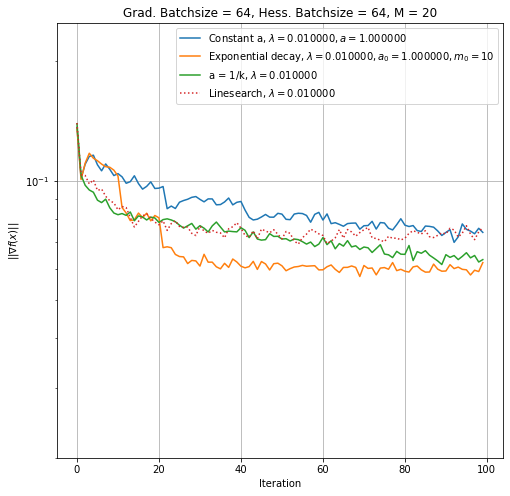 Grad. Batchsize = 64, Hess. Batchsize = 64, M = 20
Constant a, λ = 0.010000, a = 1.000000
Exponential decay, λ = 0.010000, a₀ = 1.000000, m₀ = 10
a = 1/k, λ = 0.010000
Linesearch, λ = 0.010000
10⁻¹
||∇f(x)||
0 20 40 60 80 100
Iteration